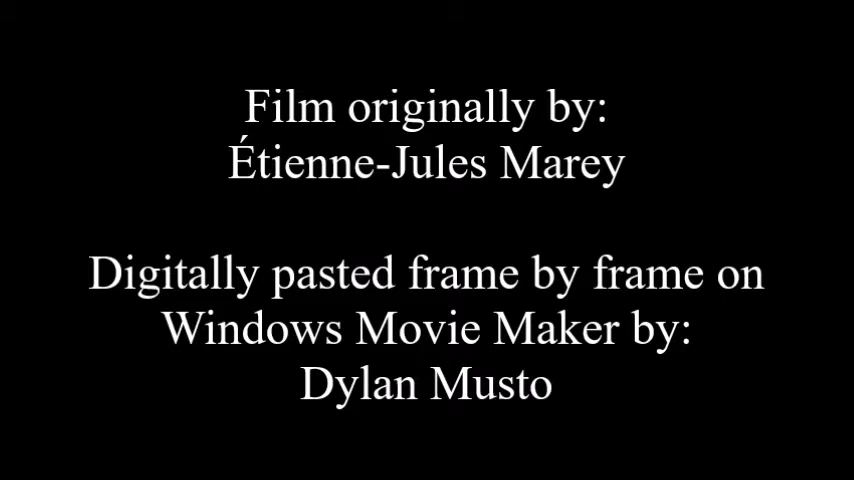 Film originally by:
Étienne-Jules Marey
Digitally pasted frame by frame on
Windows Movie Maker by:
Dylan Musto